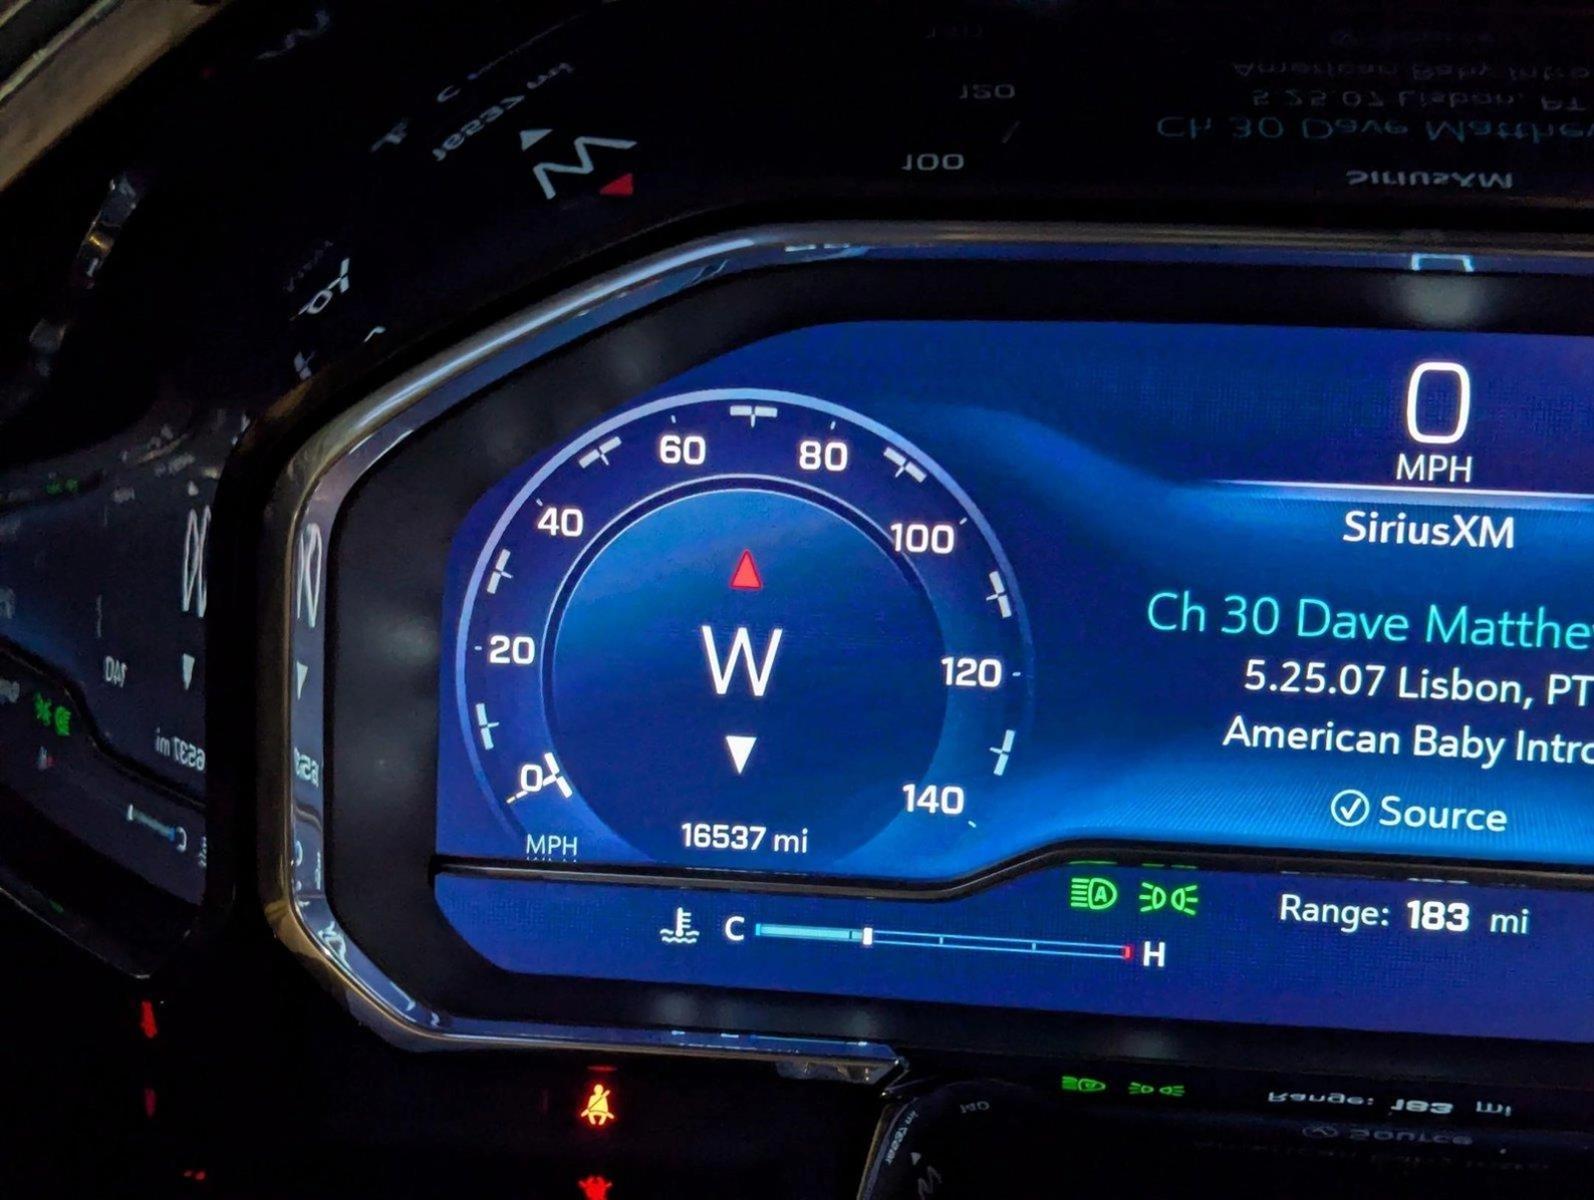 0
MPH
SiriusXM
Ch 30 Dave Matthe
5.25.07 Lisbon, PT
American Baby Intro
Source
0
20
40
60
80
100
120
140
MPH
W
16537 mi
C
H
A
Range: 183 mi